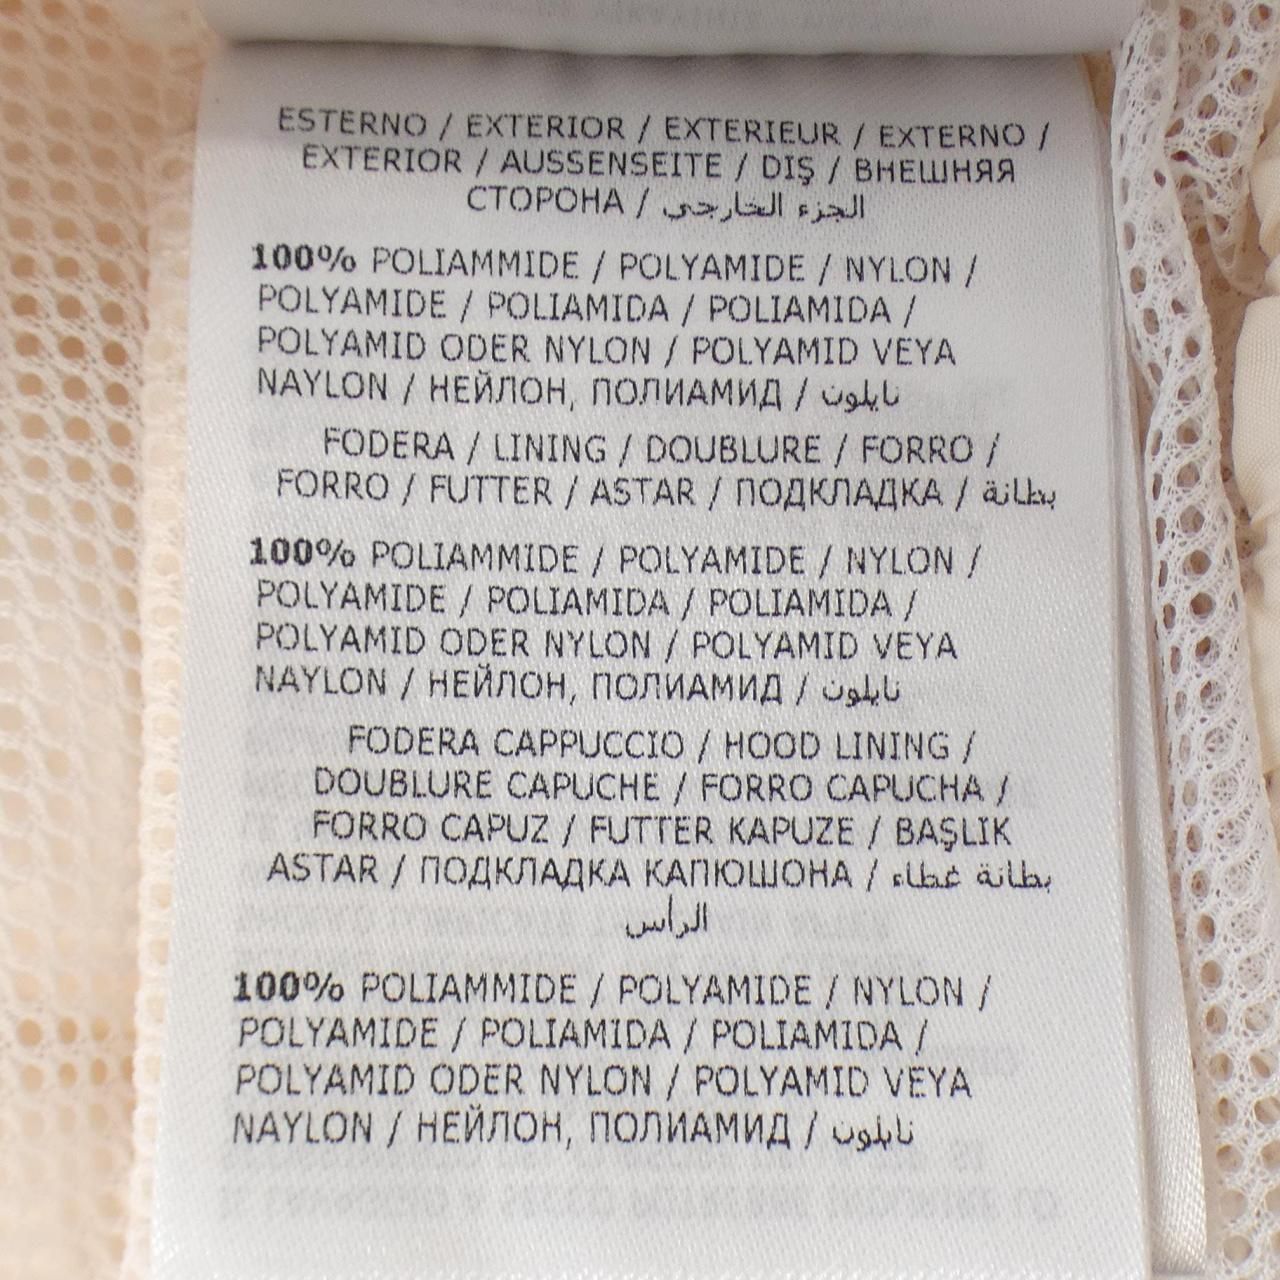 ESTERNO / EXTERIOR / EXTERIEUR / EXTERNO /
EXTERIOR / AUSSENSEITE / DIŞ / ВНЕШНЯЯ
СТОРОНА / الجزء الخارجي
100% POLIAMMIDE / POLYAMIDE / NYLON /
POLYAMIDE / POLIAMIDA / POLIAMIDA /
POLYAMID ODER NYLON / POLYAMID VEYA
NAYLON / НЕЙЛОН, ПОЛИАМИД / نايلون
FODERA / LINING / DOUBLURE / FORRO /
FORRO / FUTTER / ASTAR / ПОДКЛАДКА / بطانة
100% POLIAMMIDE / POLYAMIDE / NYLON /
POLYAMIDE / POLIAMIDA / POLIAMIDA /
POLYAMID ODER NYLON / POLYAMID VEYA
NAYLON / НЕЙЛОН, ПОЛИАМИД / نايلون
FODERA CAPPUCCIO / HOOD LINING /
DOUBLURE CAPUCHE / FORRO CAPUCHA /
FORRO CAPUZ / FUTTER KAPUZE / BAŞLIK
ASTAR / ПОДКЛАДКА КАПЮШОНА / بطانة غطاء
الرأس
100% POLIAMMIDE / POLYAMIDE / NYLON /
POLYAMIDE / POLIAMIDA / POLIAMIDA /
POLYAMID ODER NYLON / POLYAMID VEYA
NAYLON / НЕЙЛОН, ПОЛИАМИД / نايلون